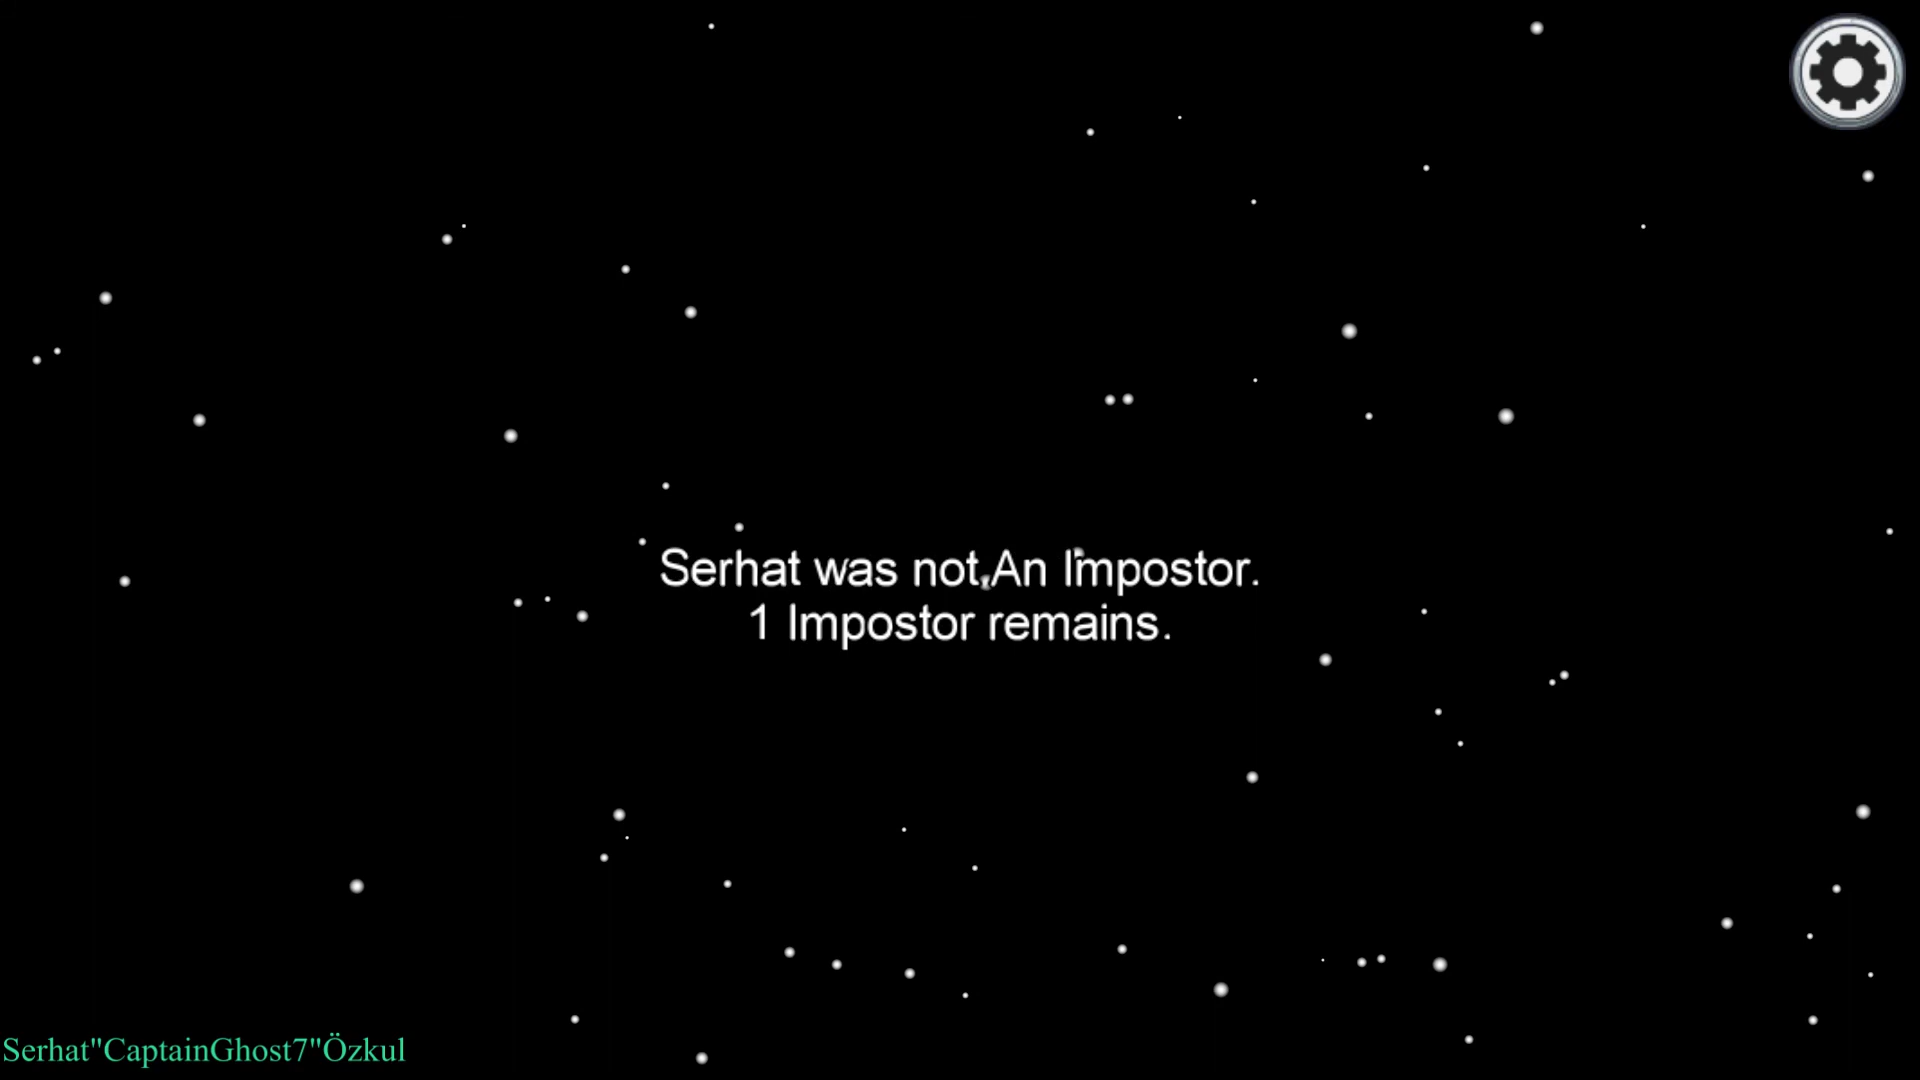 Serhat was not An Impostor.
1 Impostor remains.
Serhat"CaptainGhost7"Özkul